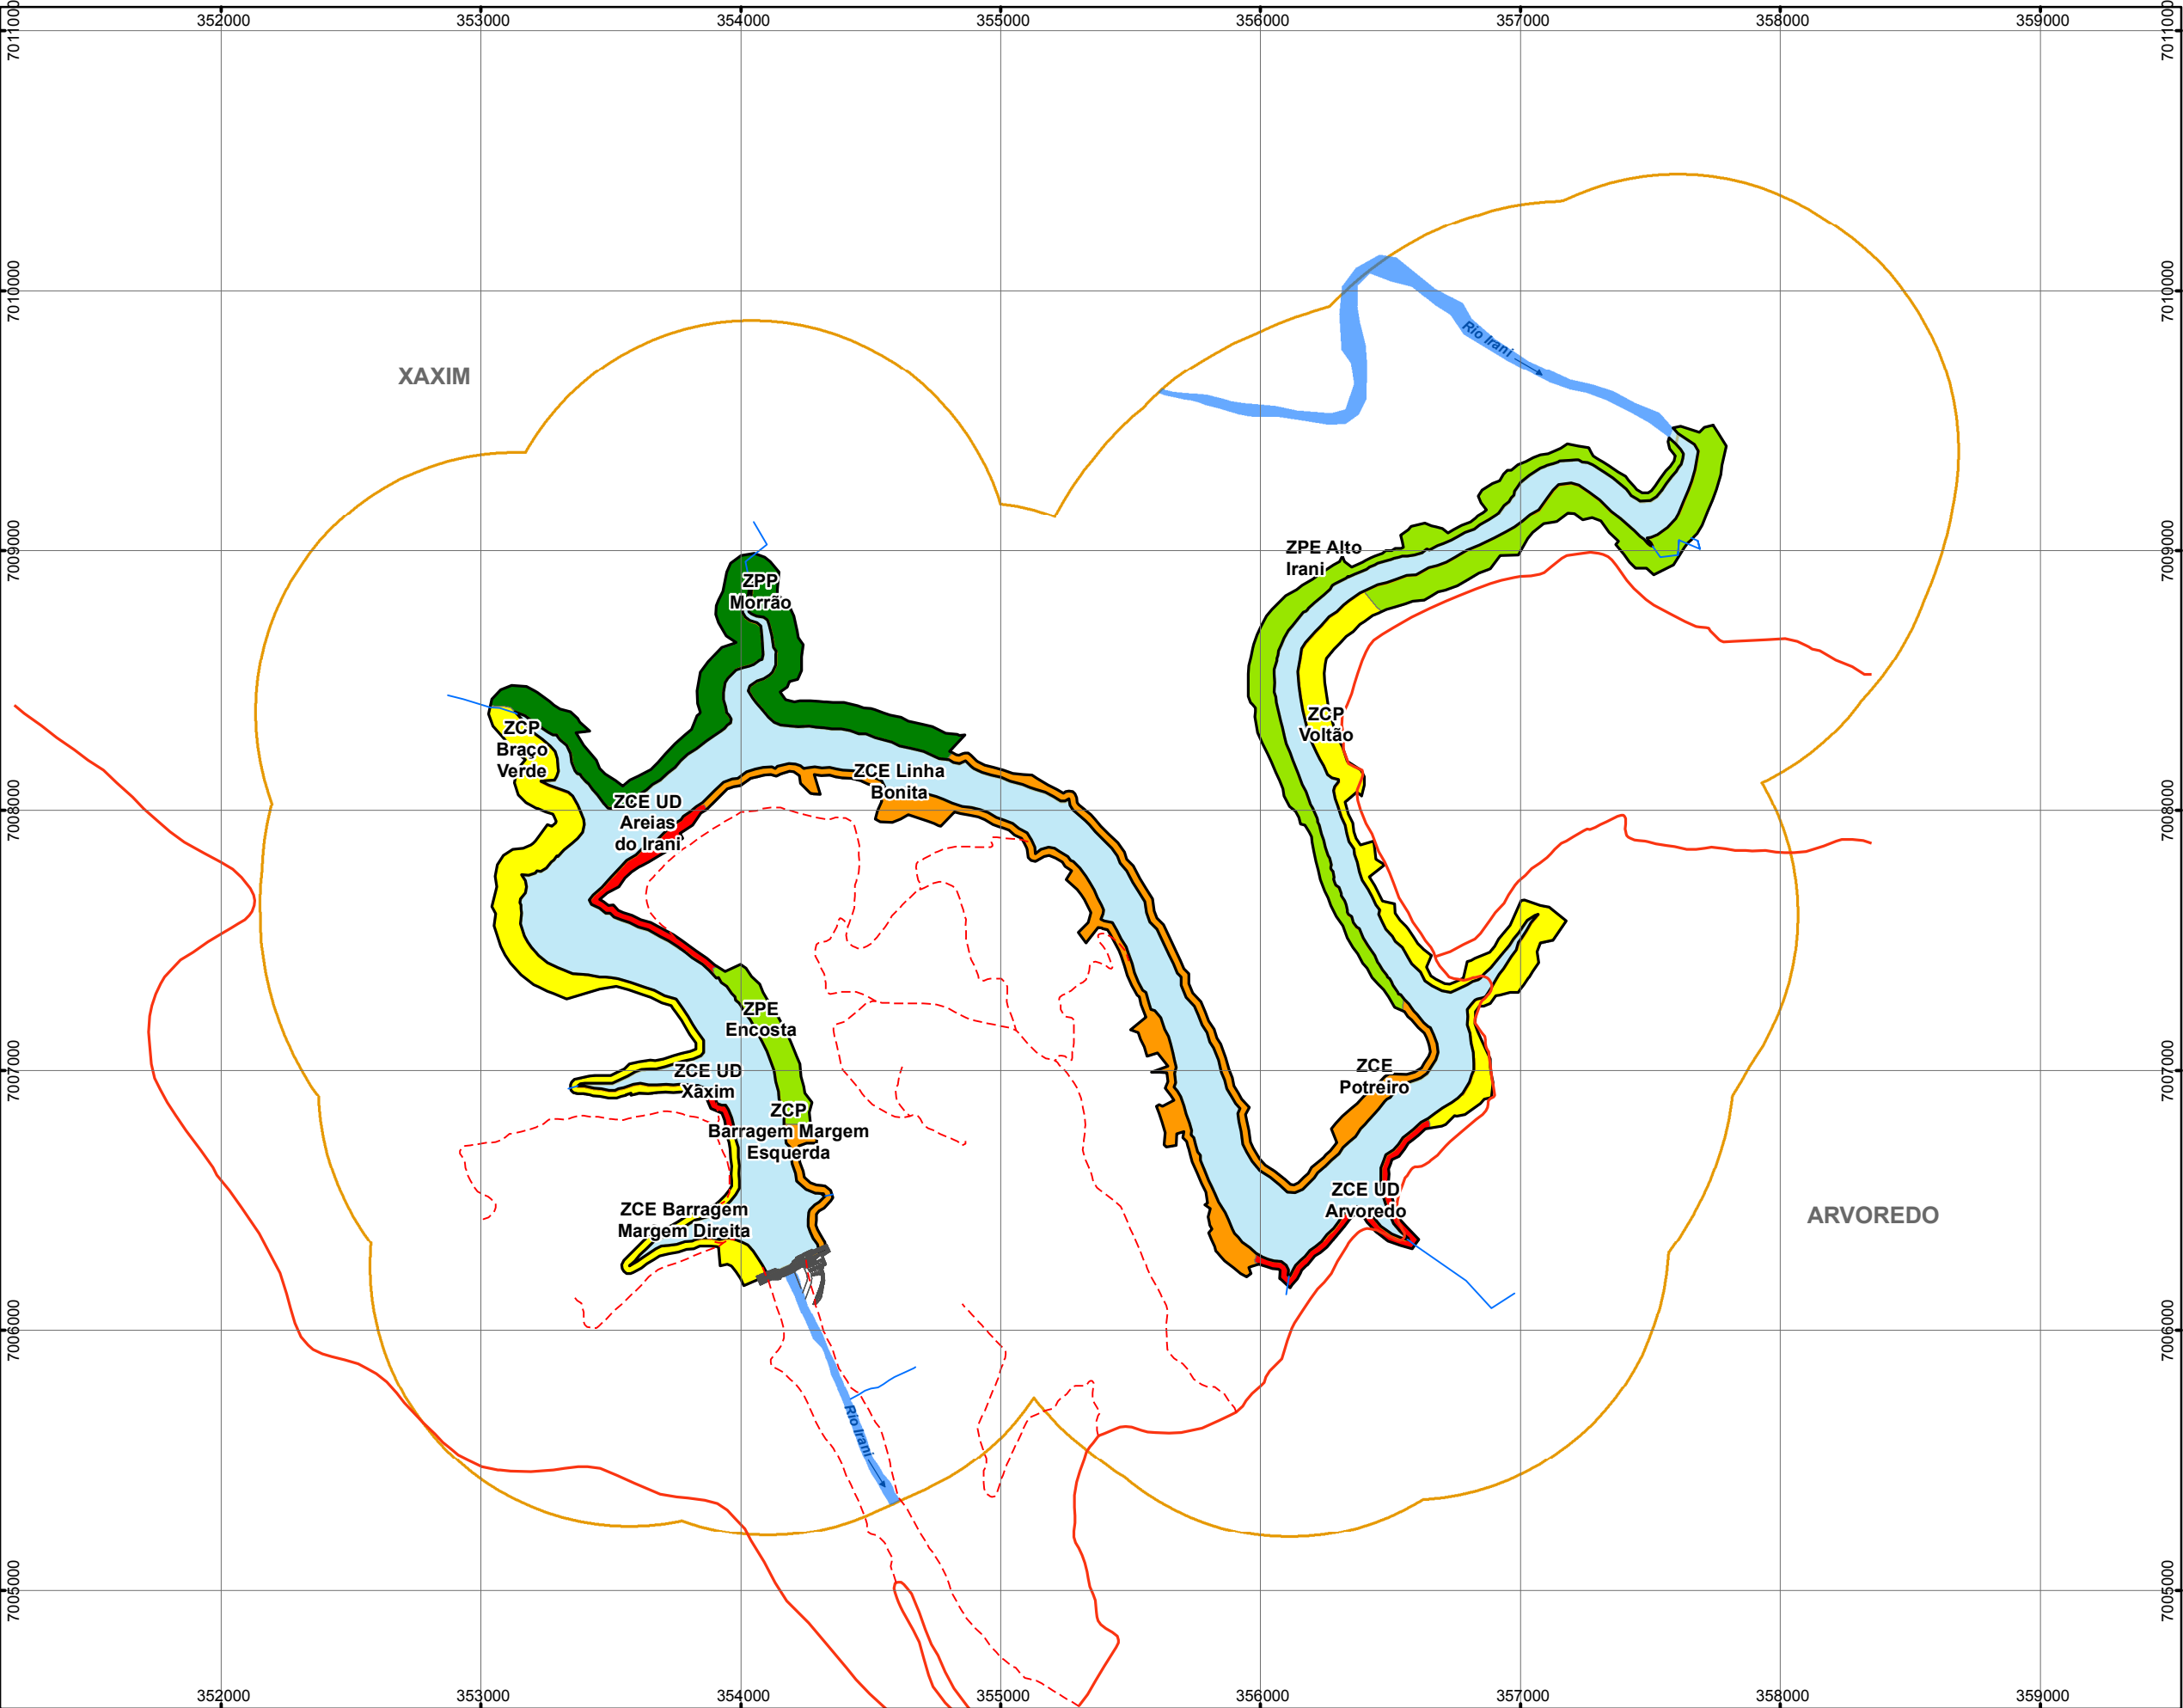 352000 353000 354000 355000 356000 357000 358000 359000
7011000 7011000
7010000 7010000
Rio Irani
XAXIM
7009000 7009000
ZPE Alto
Irani
ZPP
Morrão
ZCP
Voltão
ZCP
Braço
Verde
ZCE Linha
Bonita
ZCE UD
Areias
do Irani
7008000 7008000
ZPE
Encosta
7007000 7007000
ZCE UD
Xaxim
ZCE
Potreiro
ZCP
Barragem Margem
Esquerda
ZCE UD
Arvoredo
ZCE Barragem
Margem Direita
ARVOREDO
7006000 7006000
Rio Irani
7005000 7005000
352000 353000 354000 355000 356000 357000 358000 359000